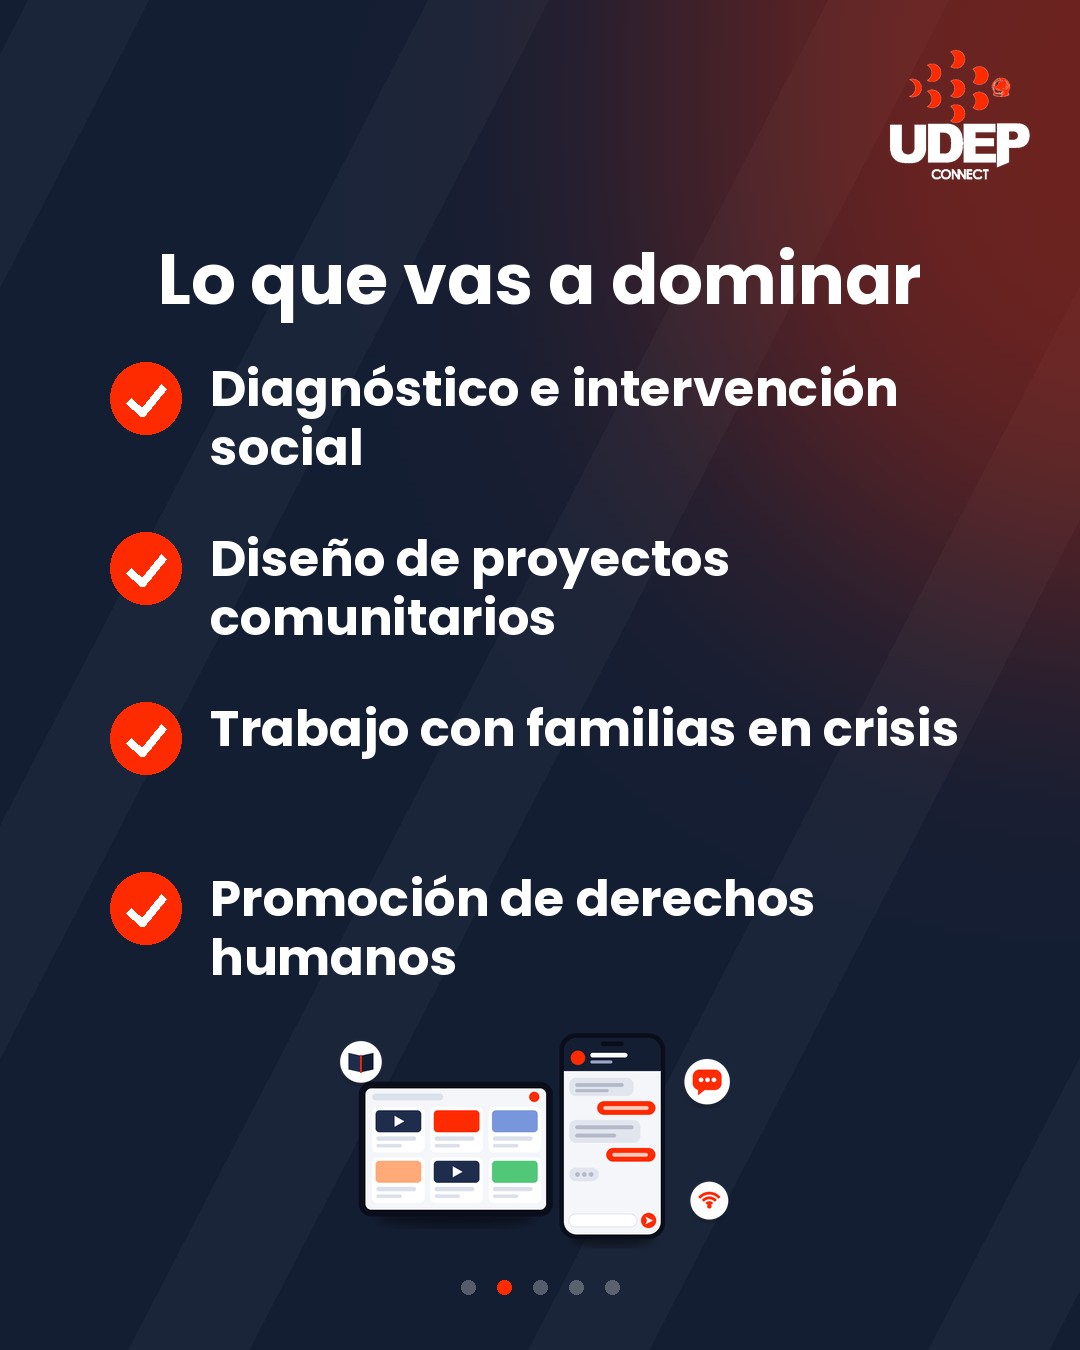 UDEP
CONNECT
Lo que vas a dominar
Diagnóstico e intervención
social
Diseño de proyectos
comunitarios
Trabajo con familias en crisis
Promoción de derechos
humanos